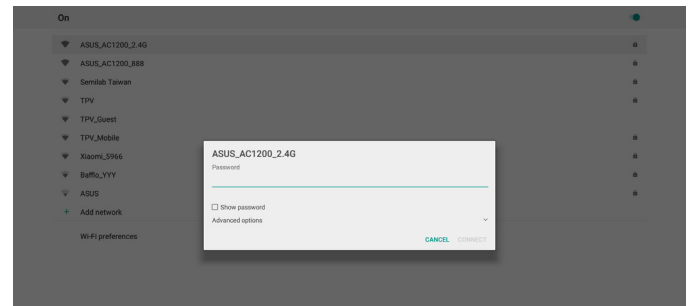 On
ASUS_AC1200_2.4G
ASUS_AC1200_888
Semilab Taiwan
TPV
TPV_Guest
TPV_Mobile
Xiaomi_5966
Bafflo_YYY
ASUS
+ Add network
Wi-Fi preferences
ASUS_AC1200_2.4G
Password
Show password
Advanced options
CANCEL CONNECT